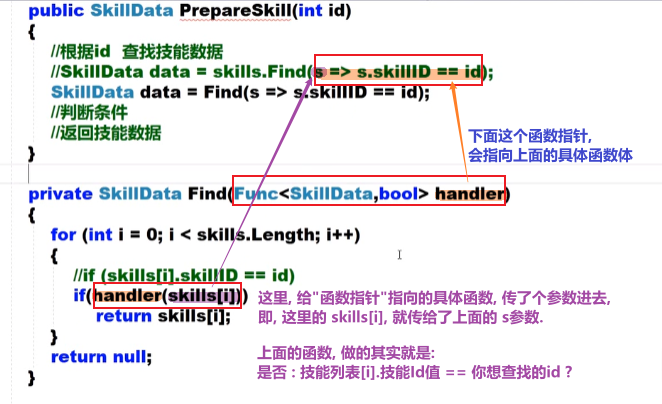 public SkillData PrepareSkill(int id)
{
//根据id 查找技能数据
//SkillData data = skills.Find(s => s.skillID == id);
SkillData data = Find(s => s.skillID == id);
//判断条件
//返回技能数据
}
下面这个函数指针,
会指向上面的具体函数体
private SkillData Find(Func<SkillData,bool> handler)
{
for (int i = 0; i < skills.Length; i++)
{
//if (skills[i].skillID == id)
if(handler(skills[i]))
return skills[i];
}
return null;
}
这里, 给"函数指针"指向的具体函数, 传了个参数进去,
即, 这里的 skills[i], 就传给了上面的 s参数.
上面的函数, 做的其实就是:
是否 : 技能列表[i].技能Id值 == 你想查找的id ?